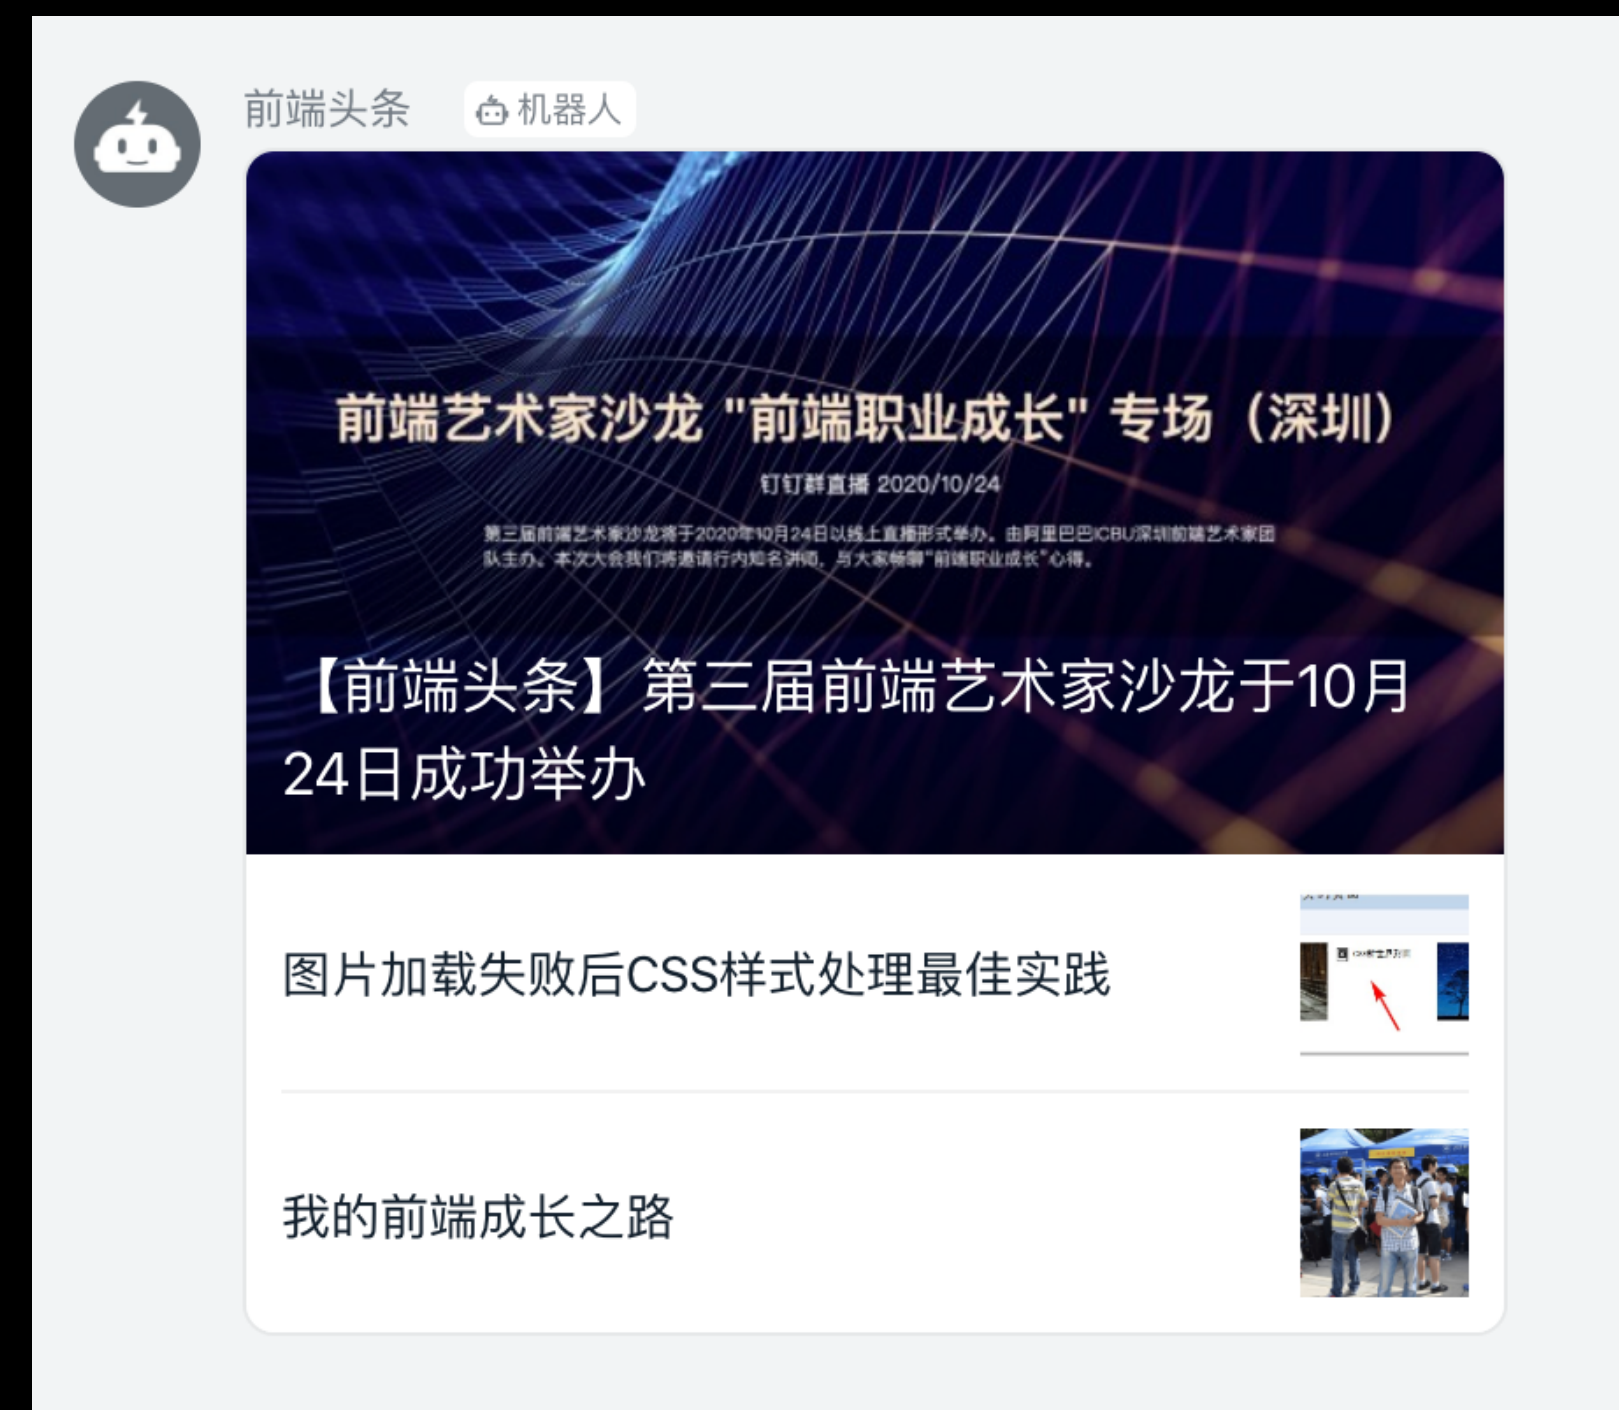 前端头条
机器人
前端艺术家沙龙 "前端职业成长" 专场（深圳）
钉钉群直播 2020/10/24
第三届前端艺术家沙龙将于2020年10月24日以线上直播形式举办。由阿里巴巴ICBU深圳前端艺术家团
队主办。本次大会我们将邀请行内知名讲师，与大家畅聊"前端职业成长"心得。
【前端头条】第三届前端艺术家沙龙于10月
24日成功举办
图片加载失败后CSS样式处理最佳实践
我的前端成长之路